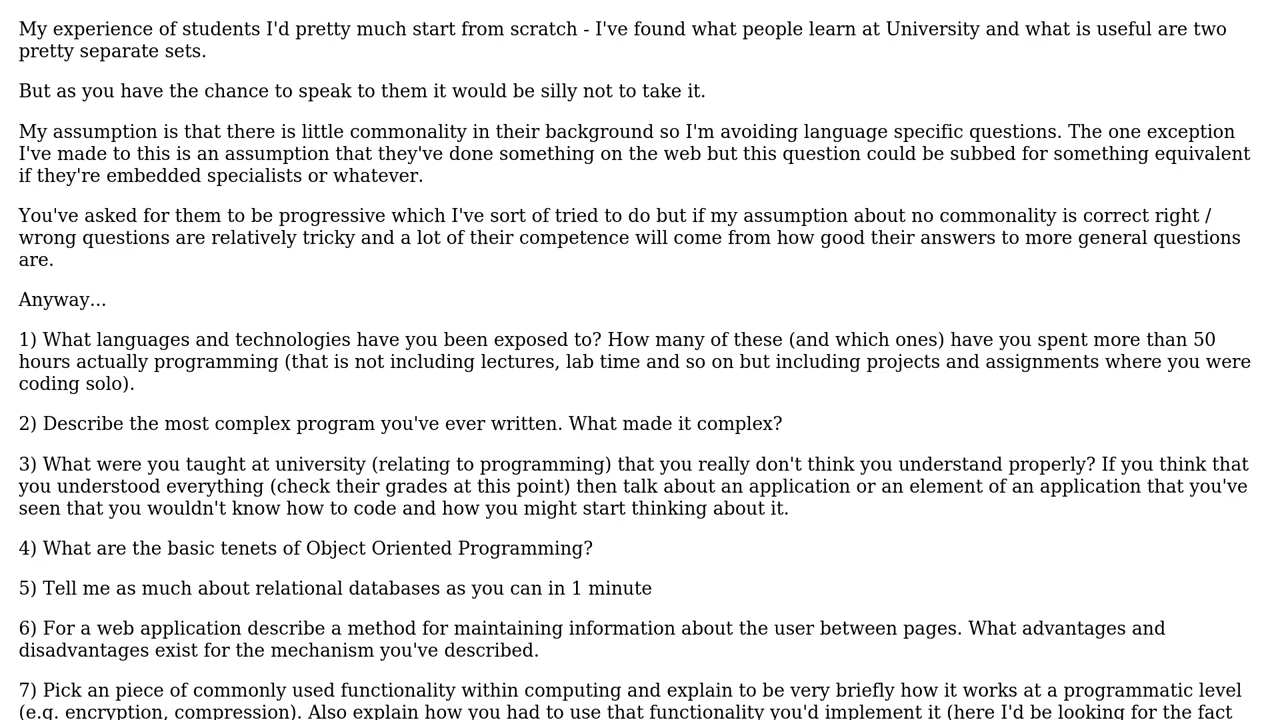 My experience of students I'd pretty much start from scratch - I've found what people learn at University and what is useful are two
pretty separate sets.
But as you have the chance to speak to them it would be silly not to take it.
My assumption is that there is little commonality in their background so I'm avoiding language specific questions. The one exception
I've made to this is an assumption that they've done something on the web but this question could be subbed for something equivalent
if they're embedded specialists or whatever.
You've asked for them to be progressive which I've sort of tried to do but if my assumption about no commonality is correct right /
wrong questions are relatively tricky and a lot of their competence will come from how good their answers to more general questions
are.
Anyway...
1) What languages and technologies have you been exposed to? How many of these (and which ones) have you spent more than 50
hours actually programming (that is not including lectures, lab time and so on but including projects and assignments where you were
coding solo).
2) Describe the most complex program you've ever written. What made it complex?
3) What were you taught at university (relating to programming) that you really don't think you understand properly? If you think that
you understood everything (check their grades at this point) then talk about an application or an element of an application that you've
seen that you wouldn't know how to code and how you might start thinking about it.
4) What are the basic tenets of Object Oriented Programming?
5) Tell me as much about relational databases as you can in 1 minute
6) For a web application describe a method for maintaining information about the user between pages. What advantages and
disadvantages exist for the mechanism you've described.
7) Pick an piece of commonly used functionality within computing and explain to be very briefly how it works at a programmatic level
(e.g. encryption, compression). Also explain how you had to use that functionality you'd implement it (here I'd be looking for the fact